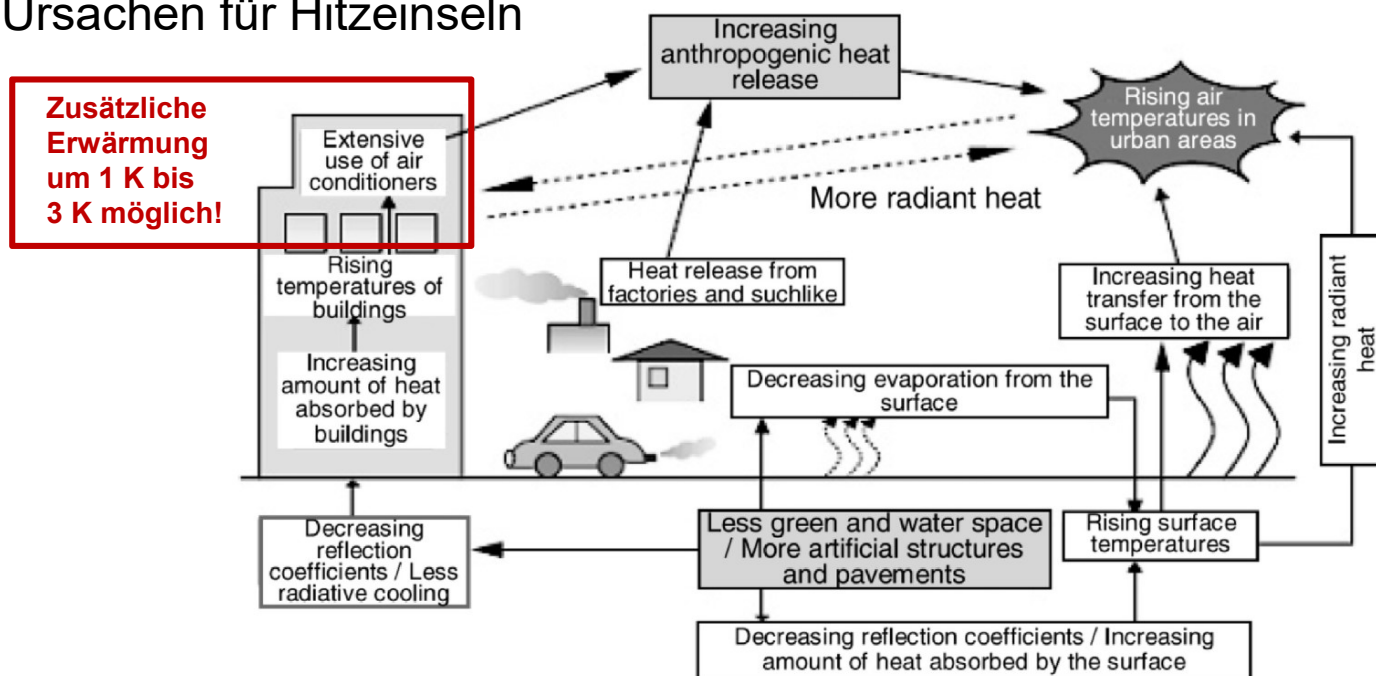 Ursachen für Hitzeinseln
Zusätzliche
Erwärmung
um 1 K bis
3 K möglich!
Increasing
anthropogenic heat
release
Rising air
temperatures in
urban areas
Extensive
use of air
conditioners
More radiant heat
Rising
temperatures of
buildings
Heat release from
factories and suchlike
Increasing heat
transfer from the
surface to the air
Increasing radiant
heat
Increasing
amount of heat
absorbed by
buildings
Decreasing evaporation from the
surface
Decreasing
reflection
coefficients / Less
radiative cooling
Less green and water space
/ More artificial structures
and pavements
Rising surface
temperatures
Decreasing reflection coefficients / Increasing
amount of heat absorbed by the surface